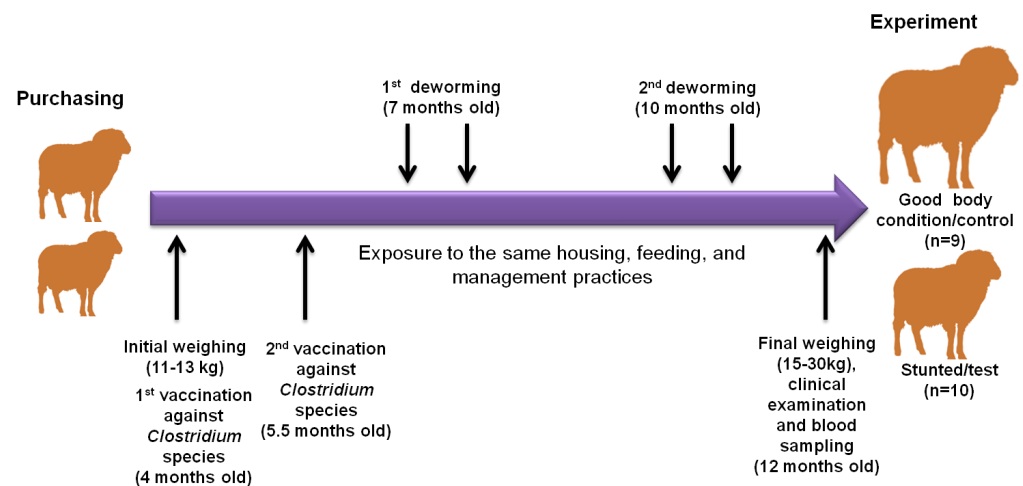 Purchasing
1st deworming
(7 months old)
2nd deworming
(10 months old)
Experiment
Good body
condition/control
(n=9)
Exposure to the same housing, feeding, and
management practices
Initial weighing
(11-13 kg)
1st vaccination
against
Clostridium
species
(4 months old)
2nd vaccination
against
Clostridium
species
(5.5 months old)
Final weighing
(15-30kg),
clinical
examination
and blood
sampling
(12 months old)
Stunted/test
(n=10)